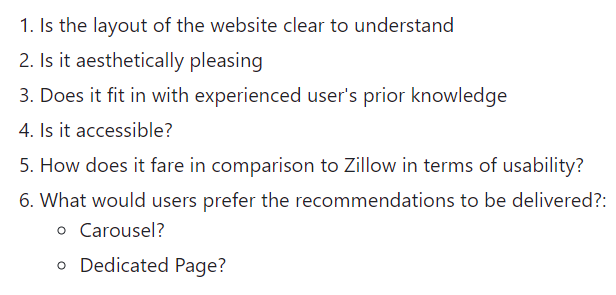 1. Is the layout of the website clear to understand
2. Is it aesthetically pleasing
3. Does it fit in with experienced user's prior knowledge
4. Is it accessible?
5. How does it fare in comparison to Zillow in terms of usability?
6. What would users prefer the recommendations to be delivered?:
○ Carousel?
○ Dedicated Page?